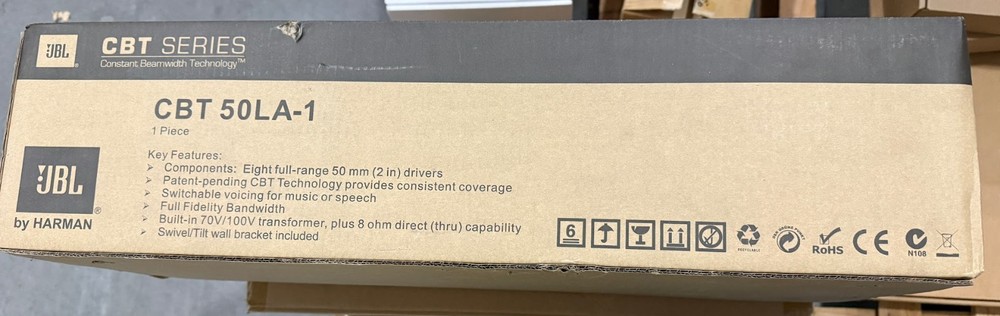 JBL
CBT SERIES
Constant Beamwidth Technology™
CBT 50LA-1
1 Piece
JBL
®
by HARMAN
Key Features:
➢ Components: Eight full-range 50 mm (2 in) drivers
➢ Patent-pending CBT Technology provides consistent coverage
➢ Switchable voicing for music or speech
➢ Full Fidelity Bandwidth
➢ Built-in 70V/100V transformer, plus 8 ohm direct (thru) capability
➢ Swivel/Tilt wall bracket included
6
RECYCLABLE
RoHS
CE
N108